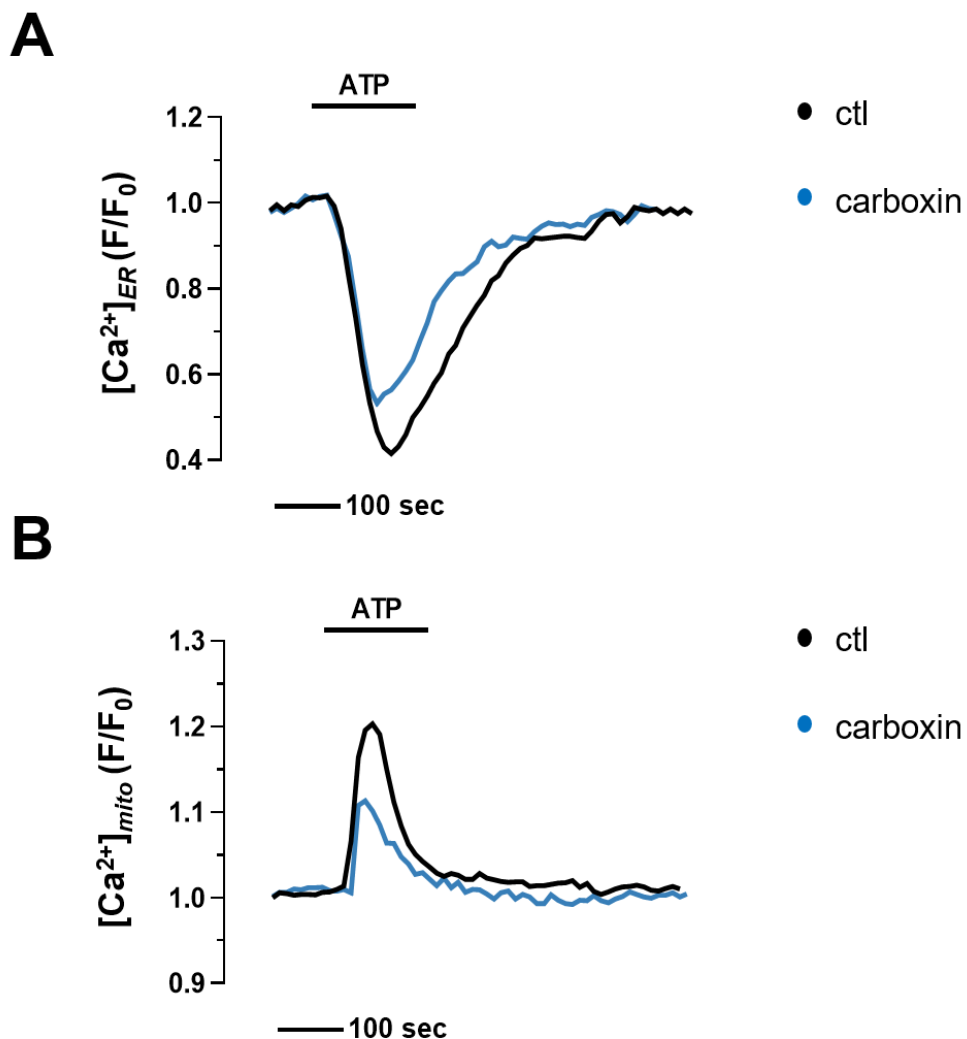 A
ATP
ctl
carboxin
[Ca²⁺]ER (F/F₀)
1.2
1.0
0.8
0.6
0.4
100 sec
B
ATP
ctl
carboxin
[Ca²⁺]mito (F/F₀)
1.3
1.2
1.1
1.0
0.9
100 sec